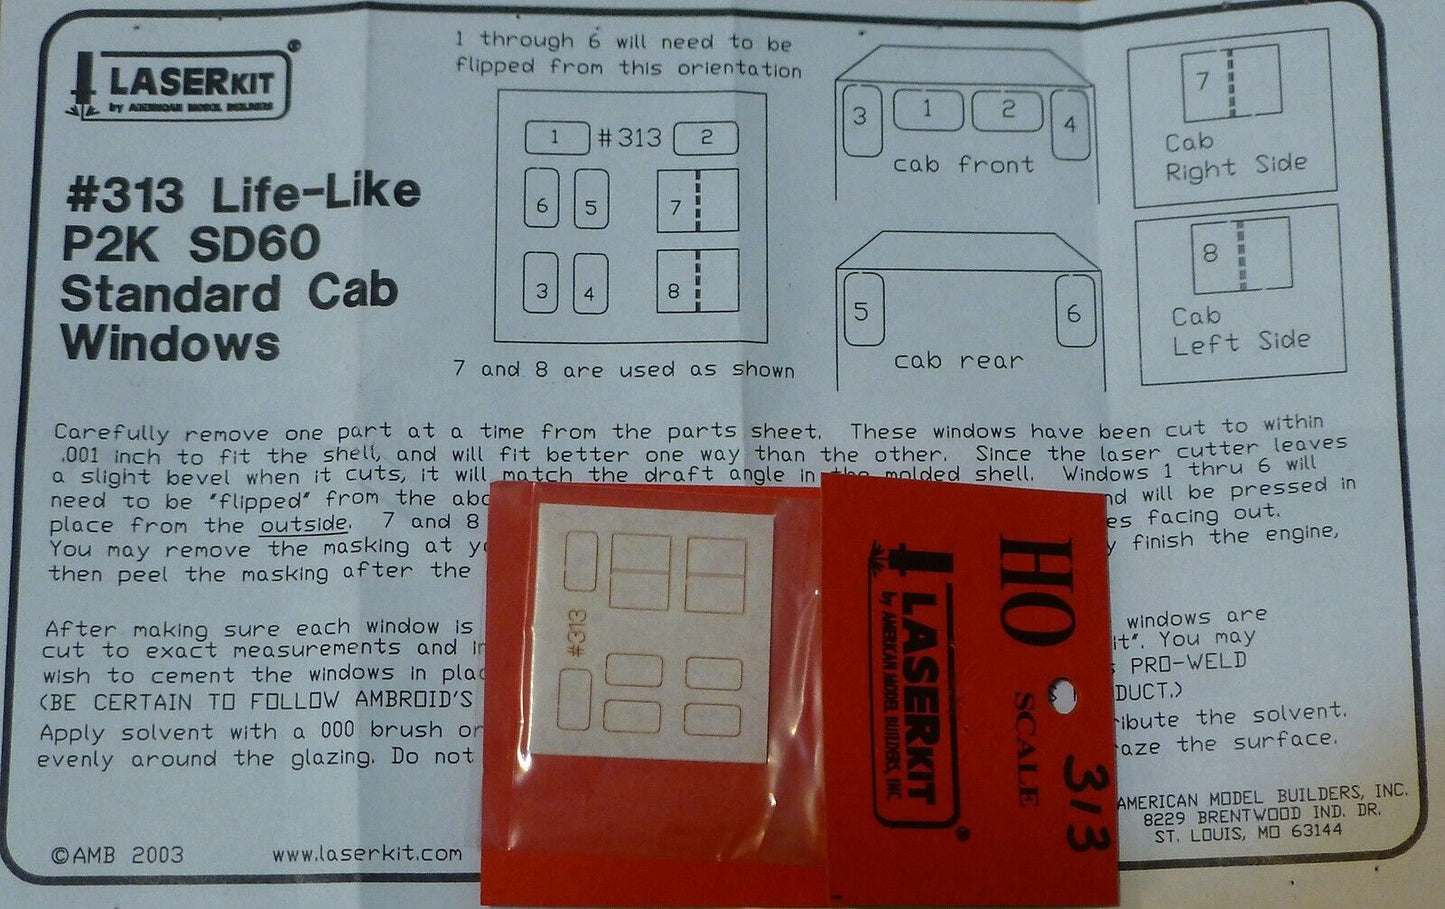 LASERKIT
by AMERICAN MODEL BUILDERS
#313 Life-Like
P2K SD60
Standard Cab
Windows
1 through 6 will need to be
flipped from this orientation
1 #313 2
6 5 7
3 4 8
7 and 8 are used as shown
3 1 2 4
cab front
5 6
cab rear
7
Cab
Right Side
8
Cab
Left Side
Carefully remove one part at a time from the parts sheet. These windows have been cut to within
.001 inch to fit the shell, and will fit better one way than the other. Since the laser cutter leaves
a slight bevel when it cuts, it will match the draft angle in the molded shell. Windows 1 thru 6 will
need to be "flipped" from the abo nd will be pressed in
place from the outside. 7 and 8 es facing out.
You may remove the masking at yo y finish the engine,
then peel the masking after the
After making sure each window is windows are
cut to exact measurements and in it". You may
wish to cement the windows in plac PRO-WELD
(BE CERTAIN TO FOLLOW AMBROID'S DUCT.)
Apply solvent with a 000 brush or ribute the solvent.
evenly around the glazing. Do not aze the surface.
©AMB 2003
www.laserkit.com
AMERICAN MODEL BUILDERS, INC.
8229 BRENTWOOD IND. DR.
ST. LOUIS, MO 63144
#313
HO
SCALE
313
LASERKIT
by AMERICAN MODEL BUILDERS, INC.